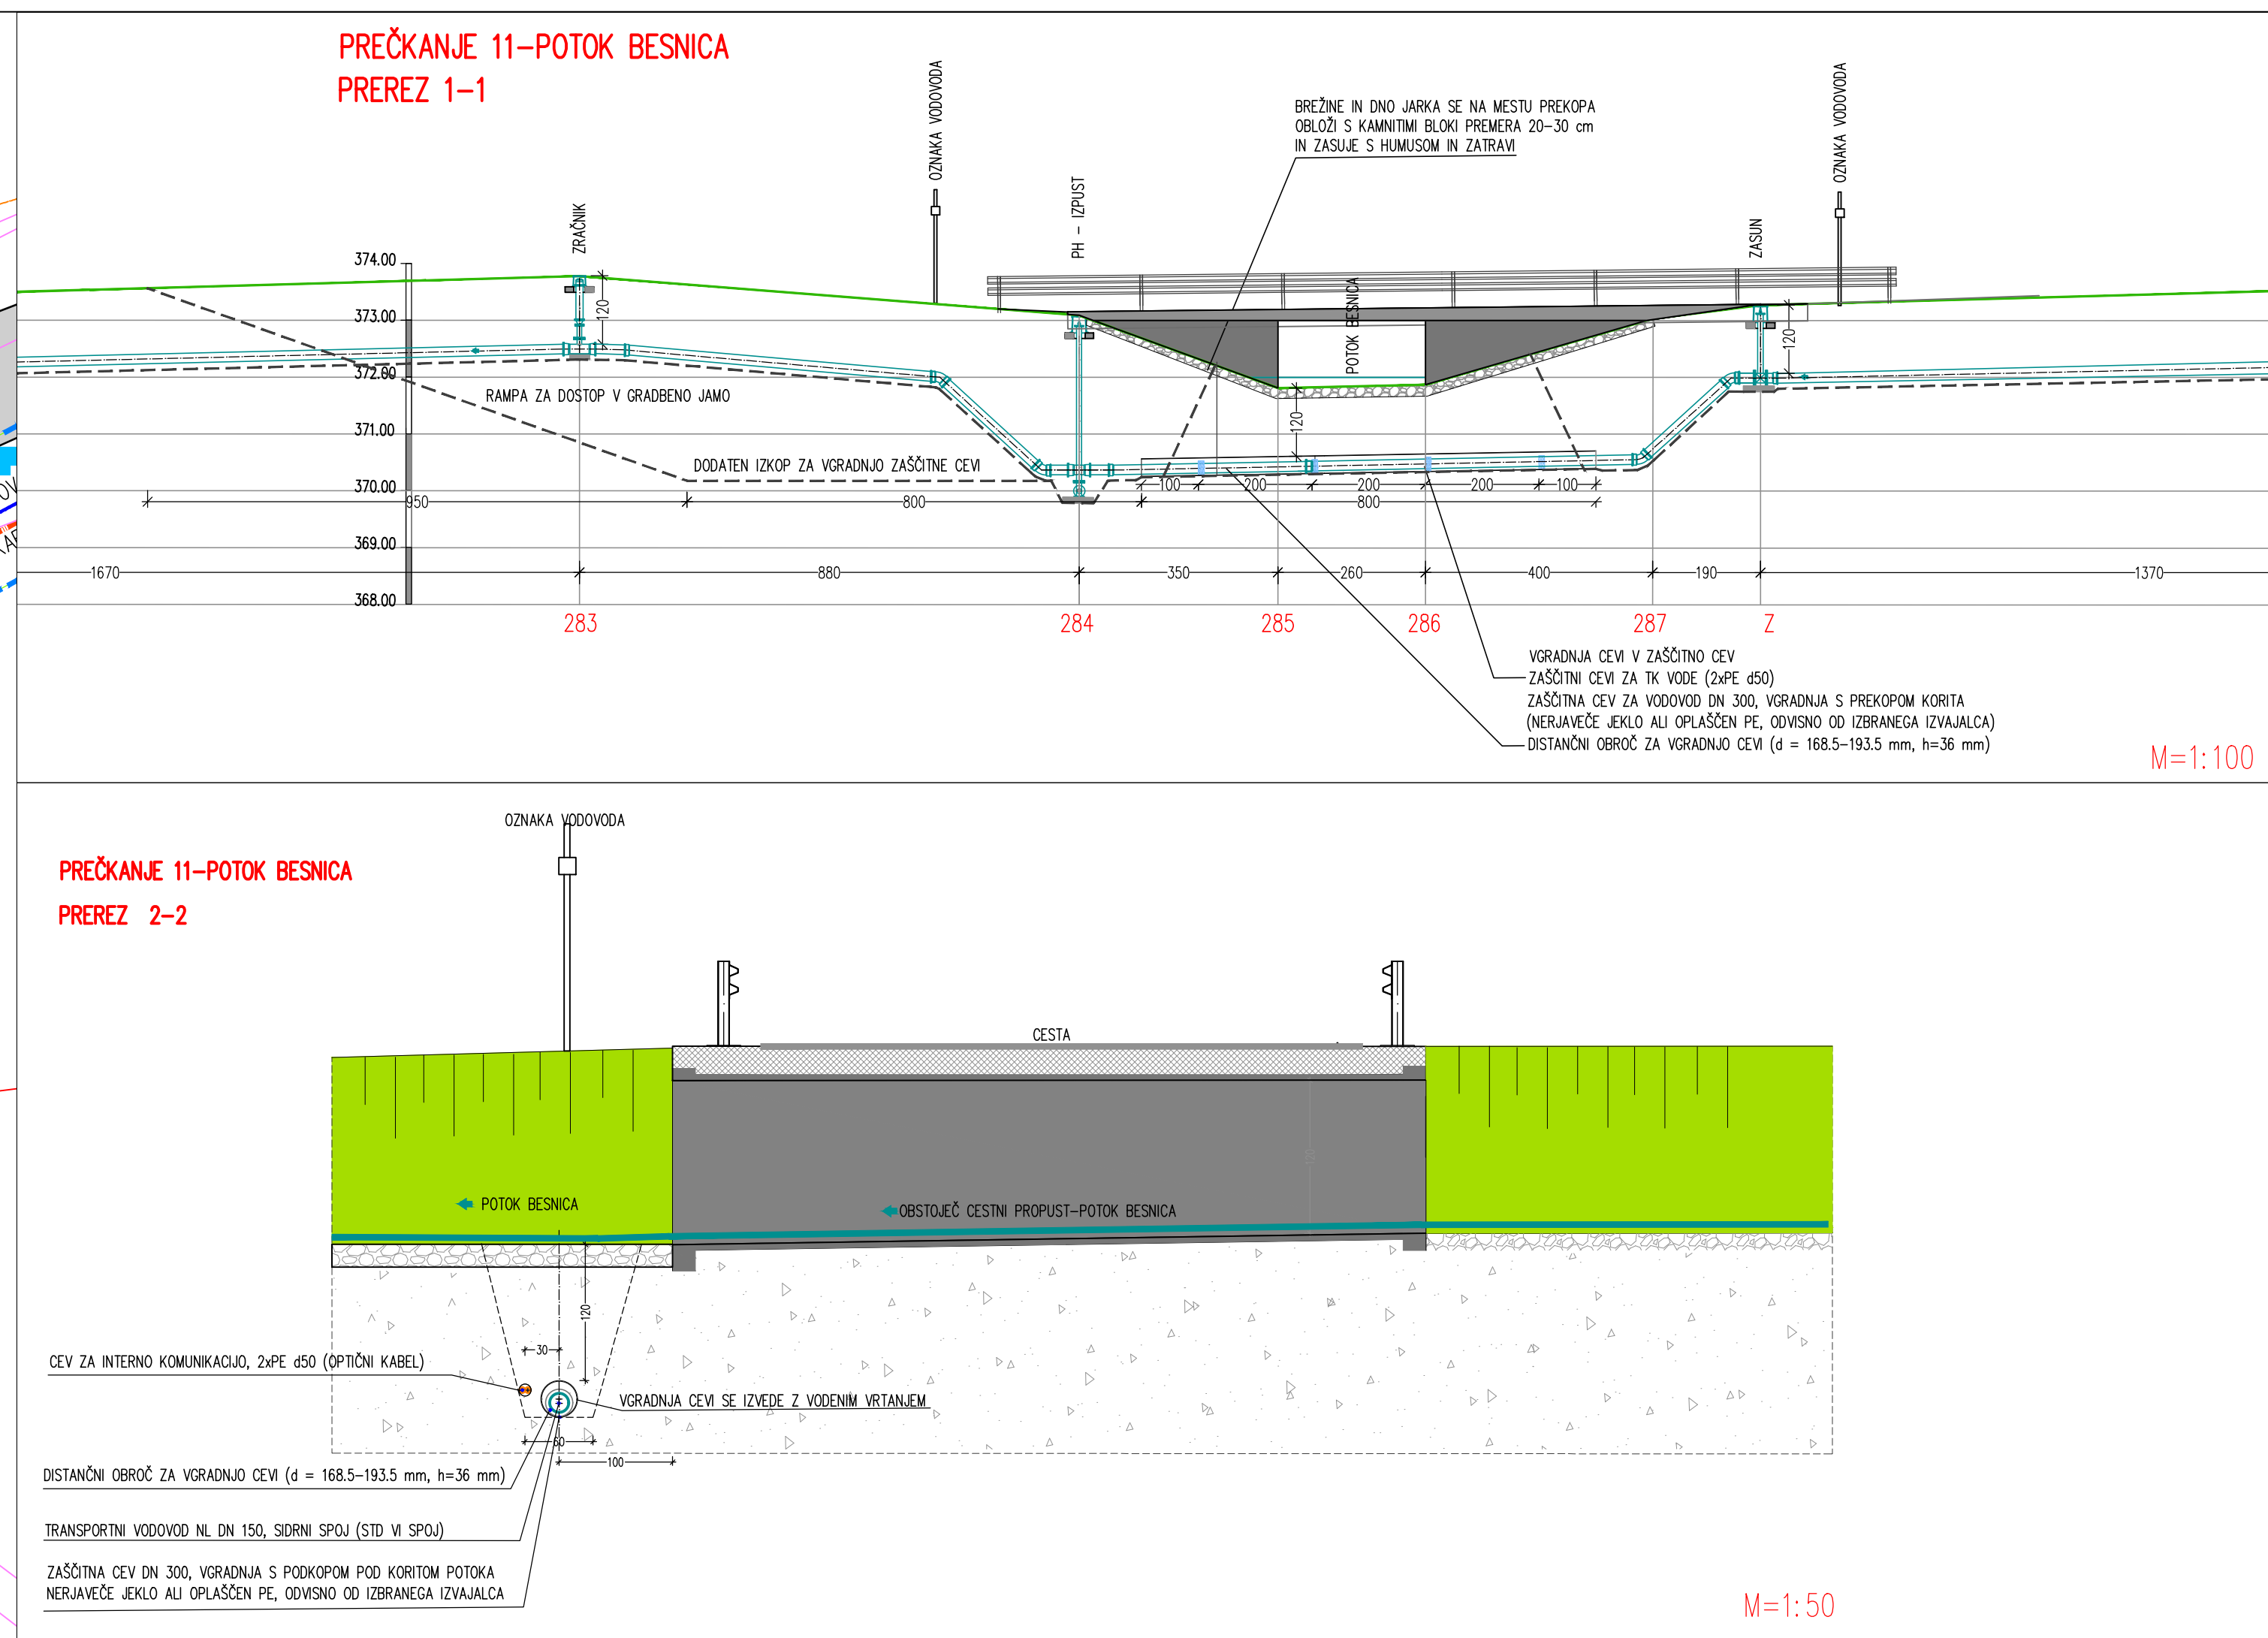 PREČKANJE 11-POTOK BESNICA
PREREZ 1-1
OZNAKA VODOVODA
OZNAKA VODOVODA
BREŽINE IN DNO JARKA SE NA MESTU PREKOPA
OBLOŽI S KAMNITIMI BLOKI PREMERA 20-30 cm
IN ZASUJE S HUMUSOM IN ZATRAVI
ZRAČNIK
PH - IZPUST
POTOK BESNICA
ZASUN
374.00
373.00
372.00
371.00
370.00
369.00
368.00
120
120
120
RAMPA ZA DOSTOP V GRADBENO JAMO
DODATEN IZKOP ZA VGRADNJO ZAŠČITNE CEVI
100
200
200
200
100
950
800
800
1670
880
350
260
400
190
1370
283
284
285
286
287
Z
VGRADNJA CEVI V ZAŠČITNO CEV
ZAŠČITNI CEVI ZA TK VODE (2xPE d50)
ZAŠČITNA CEV ZA VODOVOD DN 300, VGRADNJA S PREKOPOM KORITA
(NERJAVEČE JEKLO ALI OPLAŠČEN PE, ODVISNO OD IZBRANEGA IZVAJALCA)
DISTANČNI OBROČ ZA VGRADNJO CEVI (d = 168.5-193.5 mm, h=36 mm)
M=1:100
OZNAKA VODOVODA
PREČKANJE 11-POTOK BESNICA
PREREZ 2-2
CESTA
POTOK BESNICA
OBSTOJEČ CESTNI PROPUST-POTOK BESNICA
120
30
CEV ZA INTERNO KOMUNIKACIJO, 2xPE d50 (OPTIČNI KABEL)
VGRADNJA CEVI SE IZVEDE Z VODENIM VRTANJEM
60
100
DISTANČNI OBROČ ZA VGRADNJO CEVI (d = 168.5-193.5 mm, h=36 mm)
TRANSPORTNI VODOVOD NL DN 150, SIDRNI SPOJ (STD VI SPOJ)
ZAŠČITNA CEV DN 300, VGRADNJA S PODKOPOM POD KORITOM POTOKA
NERJAVEČE JEKLO ALI OPLAŠČEN PE, ODVISNO OD IZBRANEGA IZVAJALCA
M=1:50